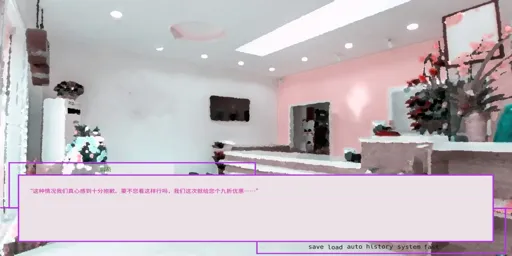 “这种情况我们真心感到十分抱歉，要不您看这样行吗，我们这次就给您个九折优惠……”
save load auto history system fast